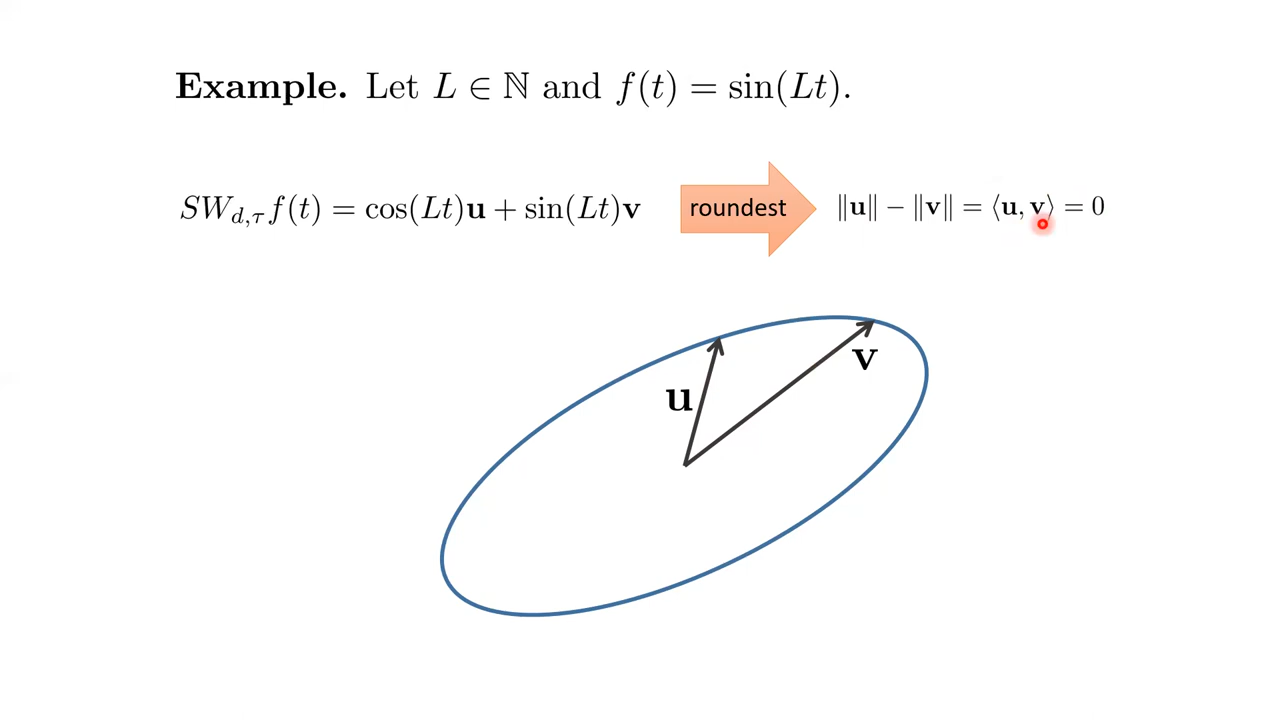 Example. Let L ∈ ℕ and f(t) = sin(Lt).
SW_{d,τ}f(t) = cos(Lt)u + sin(Lt)v
roundest
‖u‖ − ‖v‖ = ⟨u, v⟩ = 0
u
v